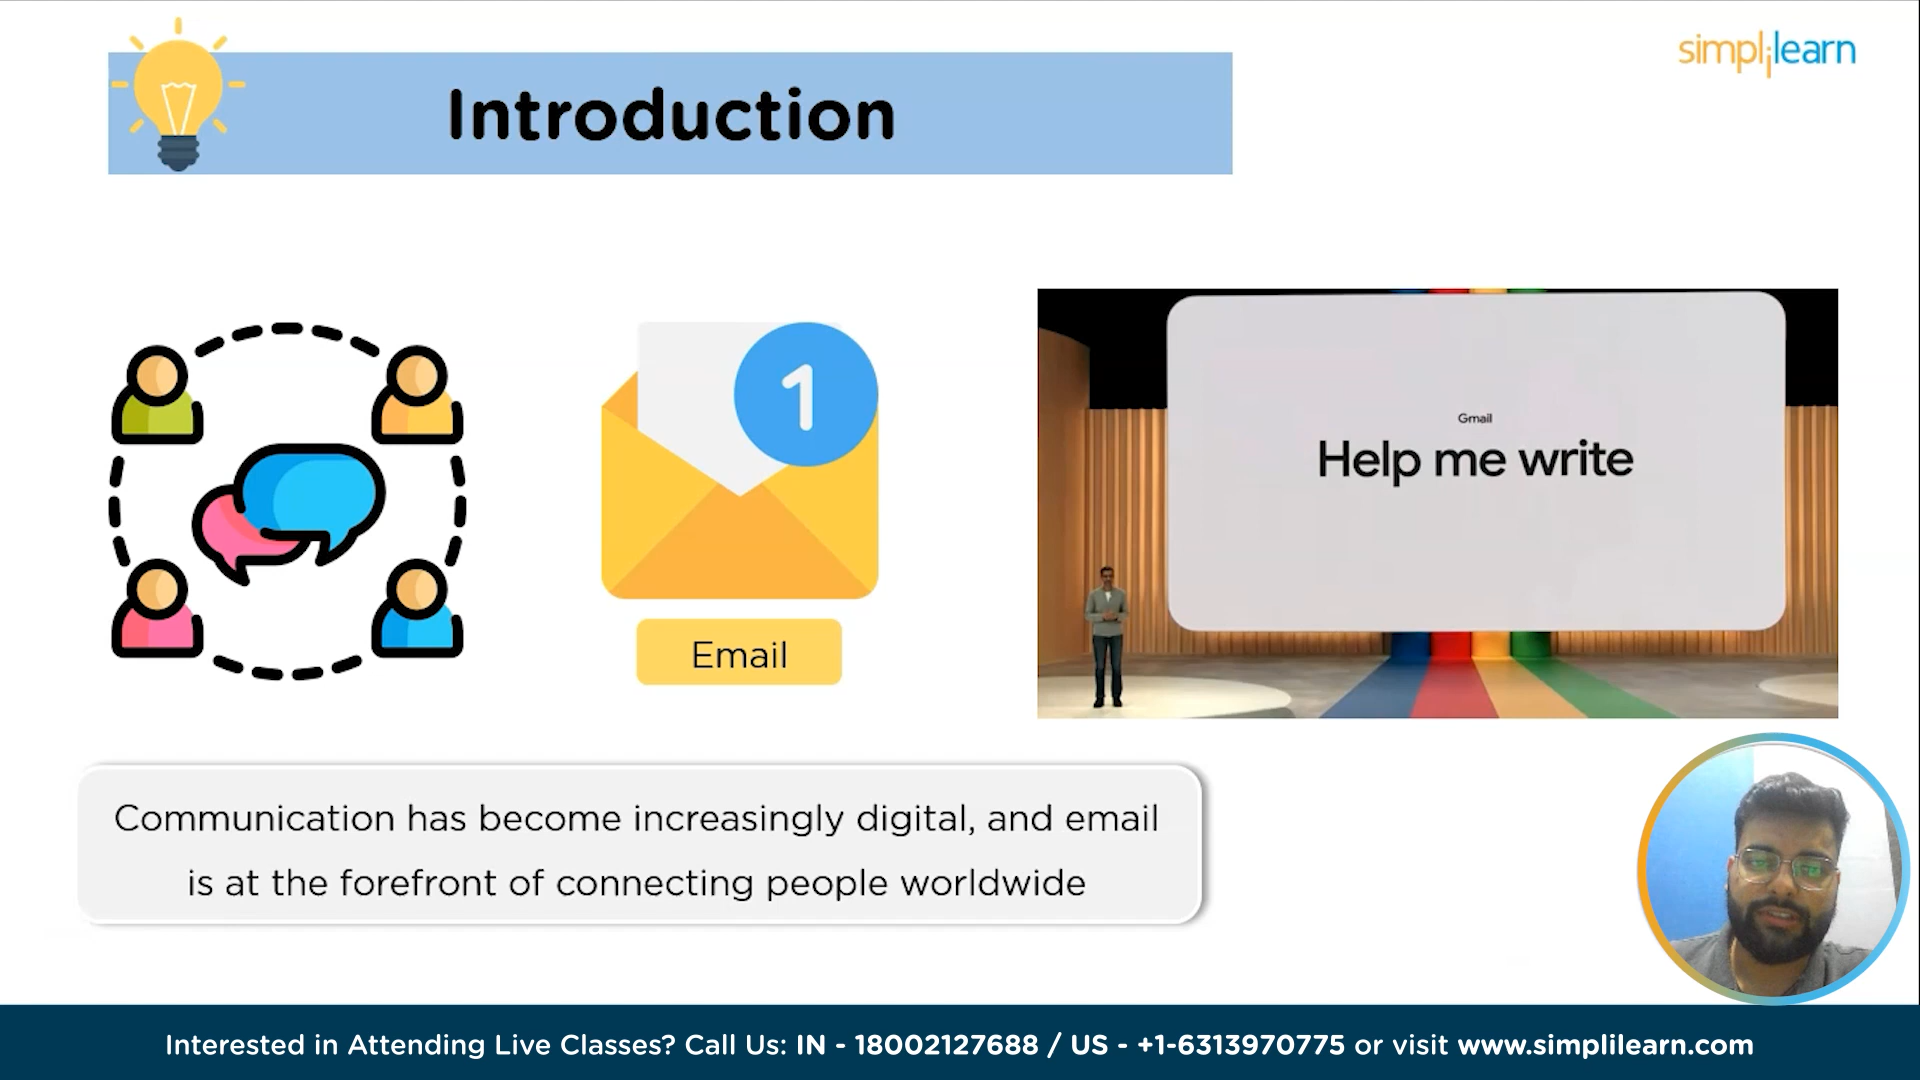 Introduction
simplilearn
1
Gmail
Help me write
Email
Communication has become increasingly digital, and email
is at the forefront of connecting people worldwide
Interested in Attending Live Classes? Call Us: IN - 18002127688 / US - +1-6313970775 or visit www.simplilearn.com